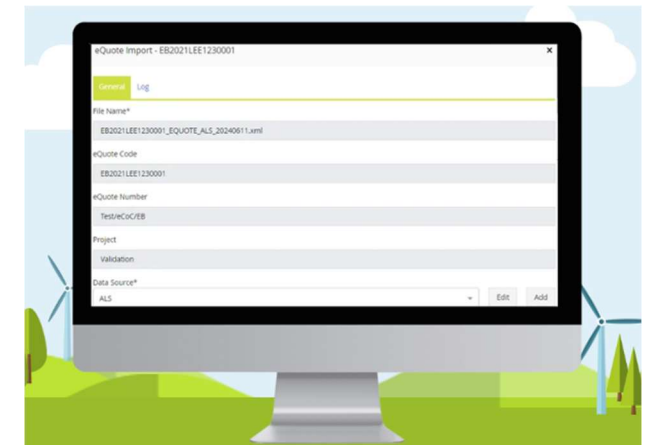 eQuote Import - EB2021LEE1230001 ×
General Log
File Name*
EB2021LEE1230001_EQUOTE_ALS_20240611.xml
eQuote Code
EB2021LEE1230001
eQuote Number
Test/eCoC/EB
Project
Validation
Data Source*
ALS Edit Add